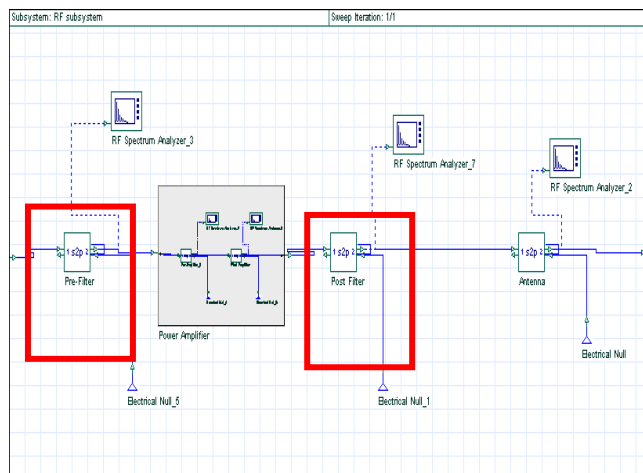 Subsystem: RF subsystem
Sweep Iteration: 1/1
RF Spectrum Analyzer_3
RF Spectrum Analyzer_7
RF Spectrum Analyzer_2
1 s2p 2
Pre-Filter
Power Amplifier
1 s2p 2
Post Filter
1 s2p 2
Antenna
Electrical Null
Electrical Null_5
Electrical Null_1